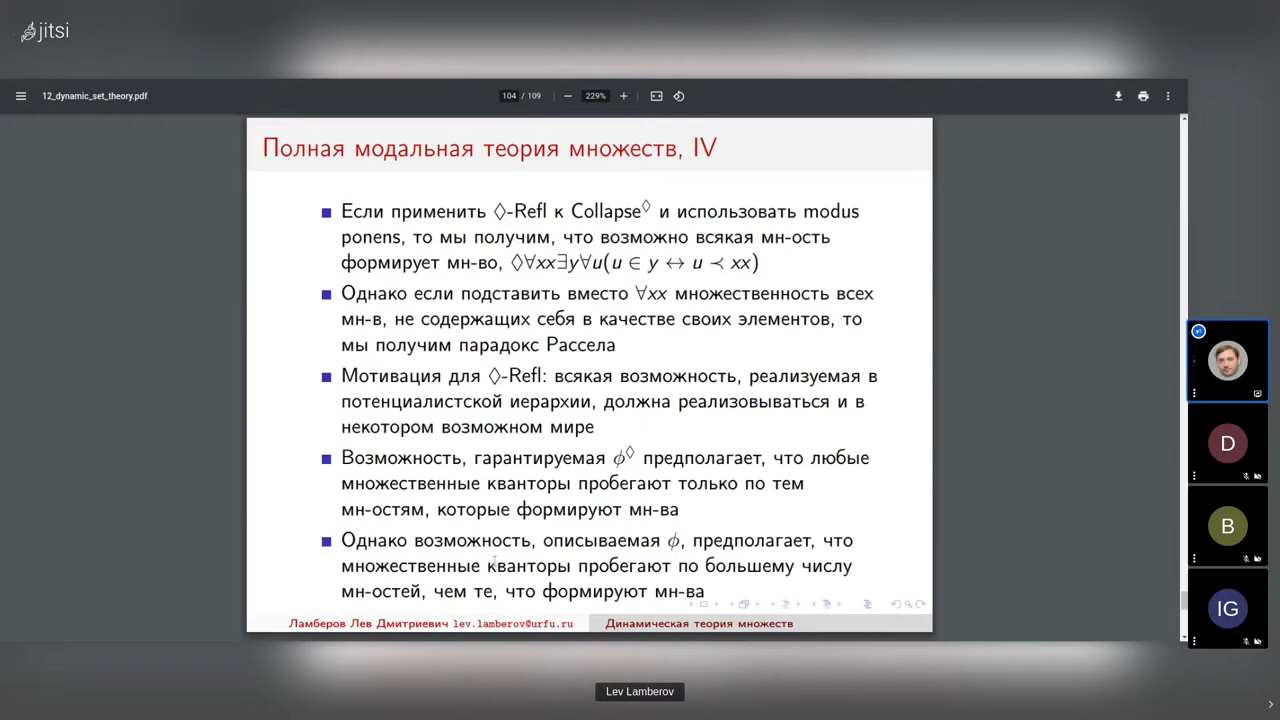 jitsi
12_dynamic_set_theory.pdf
104 / 109
229%
Полная модальная теория множеств, IV
Если применить ◊-Refl к Collapse^◊ и использовать modus
ponens, то мы получим, что возможно всякая мн-ость
формирует мн-во, ◊∀xx∃y∀u(u ∈ y ↔ u ≺ xx)
Однако если подставить вместо ∀xx множественность всех
мн-в, не содержащих себя в качестве своих элементов, то
мы получим парадокс Рассела
Мотивация для ◊-Refl: всякая возможность, реализуемая в
потенциалистской иерархии, должна реализовываться и в
некотором возможном мире
Возможность, гарантируемая ϕ^◊ предполагает, что любые
множественные кванторы пробегают только по тем
мн-остям, которые формируют мн-ва
Однако возможность, описываемая ϕ, предполагает, что
множественные кванторы пробегают по большему числу
мн-остей, чем те, что формируют мн-ва
Ламберов Лев Дмитриевич lev.lamberov@urfu.ru
Динамическая теория множеств
D
B
IG
Lev Lamberov